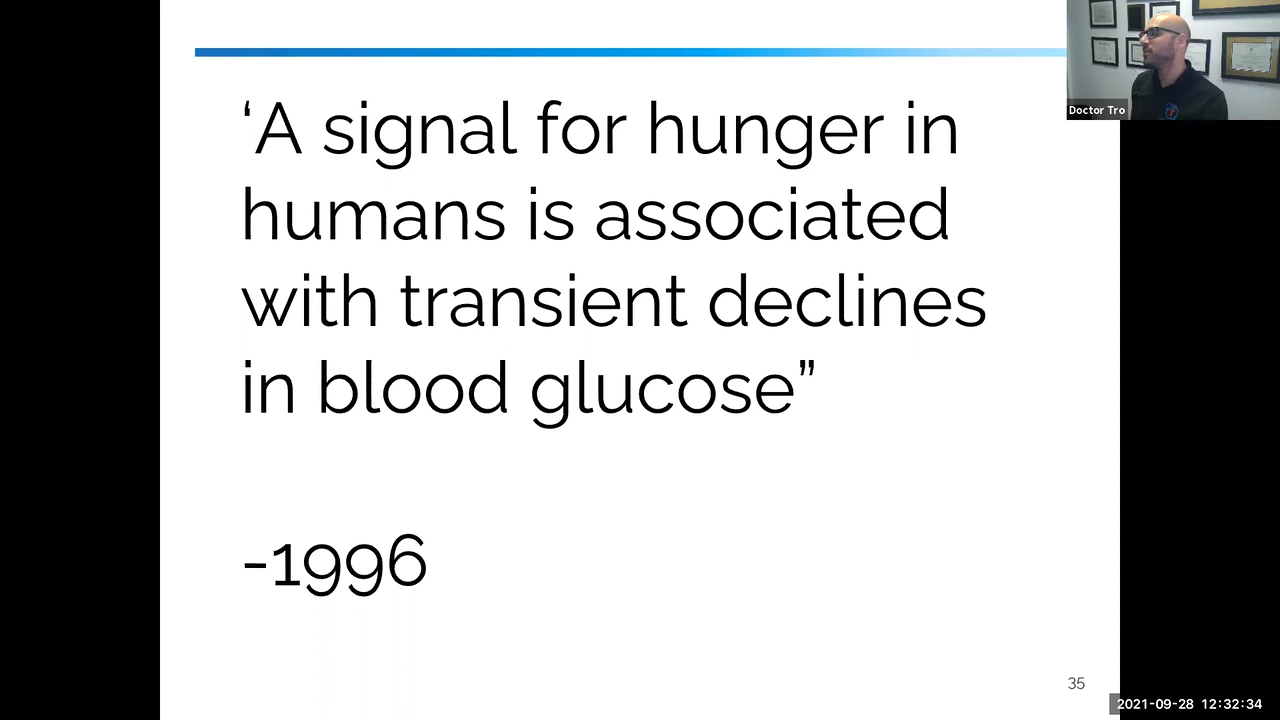 ‘A signal for hunger in
humans is associated
with transient declines
in blood glucose”
-1996
35
Doctor Tro
2021-09-28 12:32:34